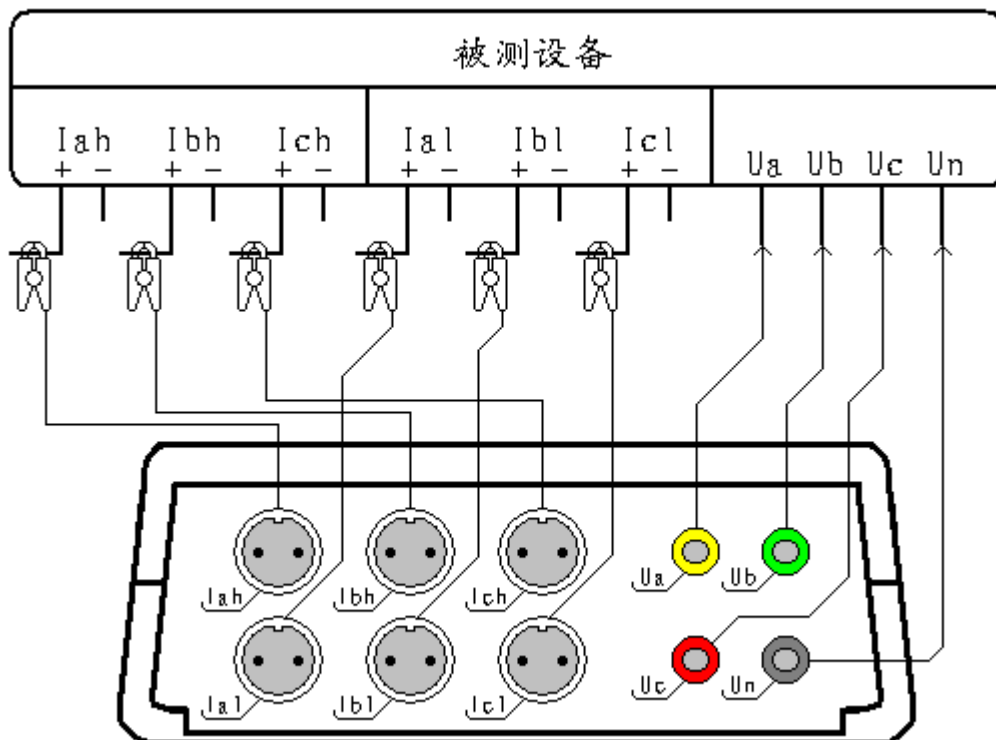 被测设备
Iah Ibh Ich Ial Ibl Icl
+ − + − + − + − + − + −
Ua Ub Uc Un
Iah Ibh Ich Ua Ub
Ial Ibl Icl Uc Un